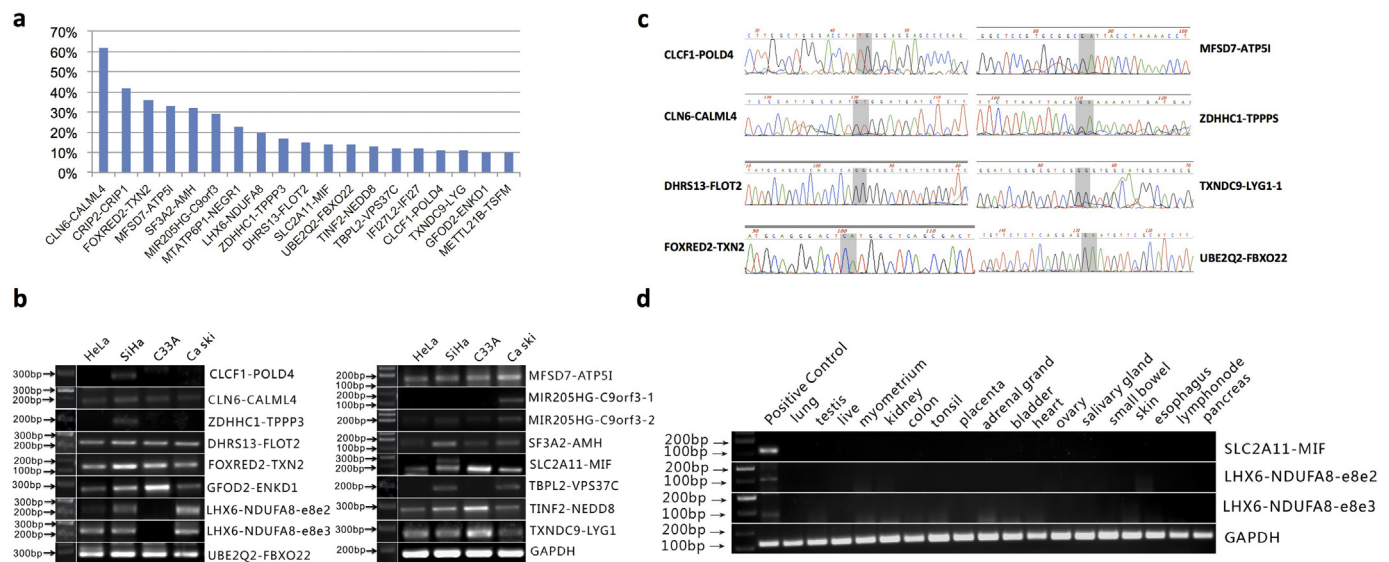 a
70%
60%
50%
40%
30%
20%
10%
0%
CLN6-CALML4
CRIP2-CRIP1
FOXRED2-TXN2
MFSD7-ATP5I
SF3A2-AMH
MIR205HG-C9orf3
MTATP6P1-NEGR1
LHX6-NDUFA8
ZDHHC1-TPPP3
DHRS13-FLOT2
SLC2A11-MIF
UBE2Q2-FBXO22
TINF2-NEDD8
TBPL2-VPS37C
IFI27L2-IFI27
CLCF1-POLD4
TXNDC9-LYG
GFOD2-ENKD1
METTL21B-TSFM
b
HeLa SiHa C33A Ca ski
300bp CLCF1-POLD4
200bp CLN6-CALML4
200bp ZDHHC1-TPPP3
300bp
200bp DHRS13-FLOT2
200bp
100bp FOXRED2-TXN2
300bp GFOD2-ENKD1
300bp
200bp LHX6-NDUFA8-e8e2
300bp
200bp LHX6-NDUFA8-e8e3
300bp UBE2Q2-FBXO22
HeLa SiHa C33A Ca ski
200bp
100bp MFSD7-ATP5I
200bp
100bp MIR205HG-C9orf3-1
200bp MIR205HG-C9orf3-2
300bp SF3A2-AMH
300bp
200bp SLC2A11-MIF
200bp TBPL2-VPS37C
300bp TINF2-NEDD8
300bp TXNDC9-LYG1
200bp GAPDH
c
CLCF1-POLD4
MFSD7-ATP5I
CLN6-CALML4
ZDHHC1-TPPPS
DHRS13-FLOT2
TXNDC9-LYG1-1
90 100 110
ATGCAGGGACTCATGGCTCAGCGACT
FOXRED2-TXN2
UBE2Q2-FBXO22
d
Positive Control
lung
testis
live
myometrium
kidney
colon
tonsil
placenta
adrenal grand
bladder
heart
ovary
salivary gland
small bowel
skin
esophagus
lymphonode
pancreas
200bp
100bp SLC2A11-MIF
200bp
100bp LHX6-NDUFA8-e8e2
200bp
100bp LHX6-NDUFA8-e8e3
200bp
100bp GAPDH